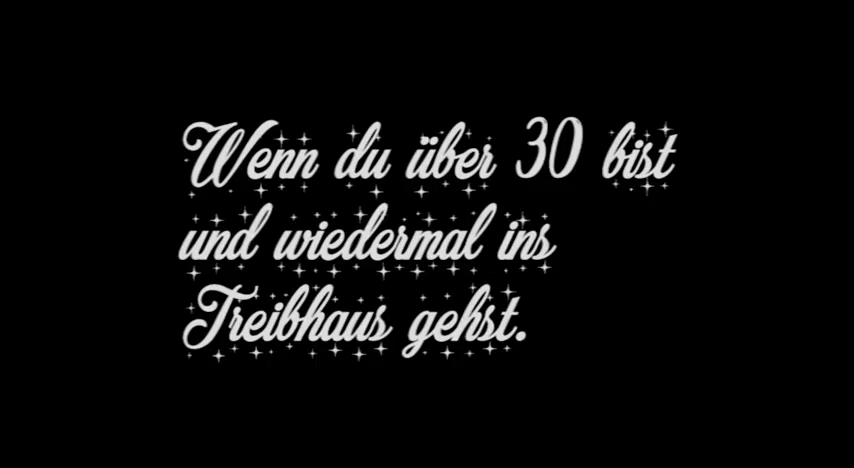 Wenn du über 30 bist
und wiedermal ins
Treibhaus gehst.